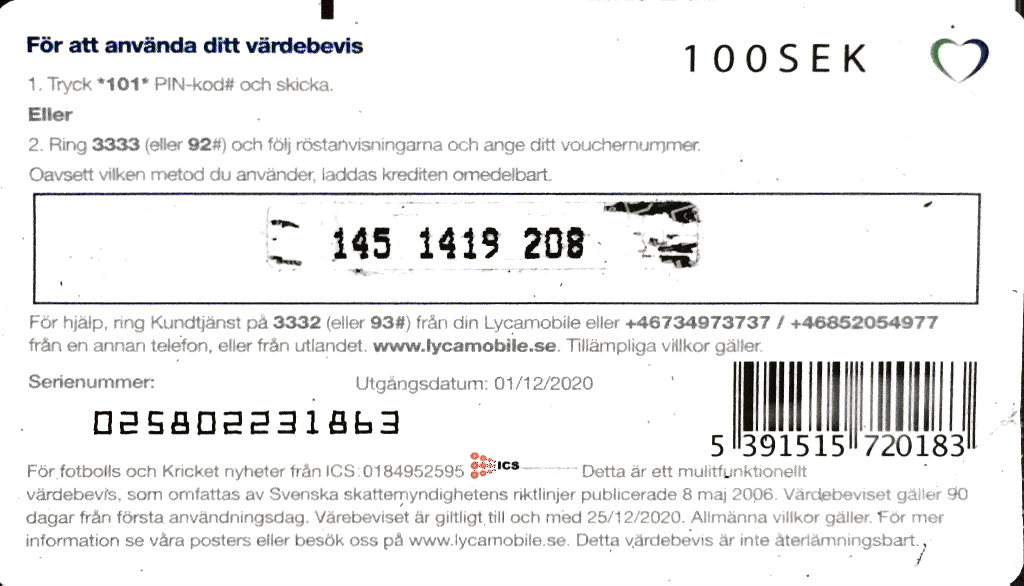 För att använda ditt värdebevis
100SEK
1. Tryck *101* PIN-kod# och skicka.
Eller
2. Ring 3333 (eller 92#) och följ röstanvisningarna och ange ditt vouchernummer.
Oavsett vilken metod du använder, laddas krediten omedelbart.
145 1419 208
För hjälp, ring Kundtjänst på 3332 (eller 93#) från din Lycamobile eller +46734973737 / +46852054977
från en annan telefon, eller från utlandet. www.lycamobile.se. Tillämpliga villkor gäller.
Serienummer:
Utgångsdatum: 01/12/2020
025802231863
5 391515 720183
För fotbolls och Kricket nyheter från ICS:0184952595 ICS Detta är ett mulitfunktionellt
värdebevis, som omfattas av Svenska skattemyndighetens riktlinjer publicerade 8 maj 2006. Värdebeviset gäller 90
dagar från första användningsdag. Värebeviset är giltligt till och med 25/12/2020. Allmänna villkor gäller. För mer
information se våra posters eller besök oss på www.lycamobile.se. Detta värdebevis är inte återlämningsbart.